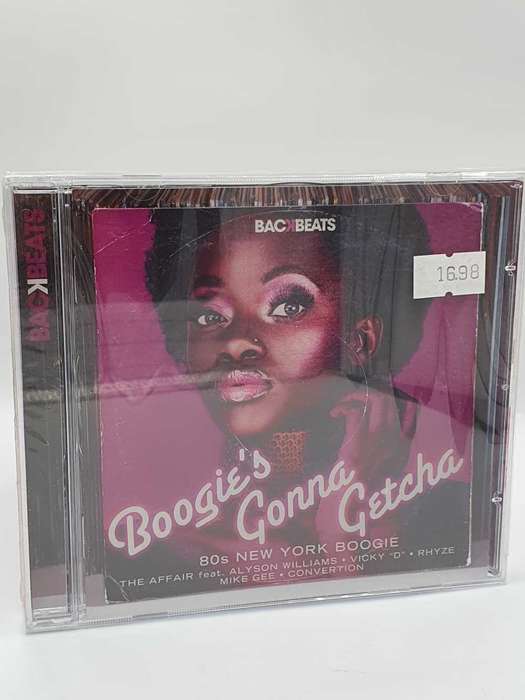 BACKBEATS
BACKBEATS
16.98
Boogie's
Gonna
Getcha
80s NEW YORK BOOGIE
THE AFFAIR feat. ALYSON WILLIAMS • VICKY "D" • RHYZE
MIKE GEE • CONVERTION